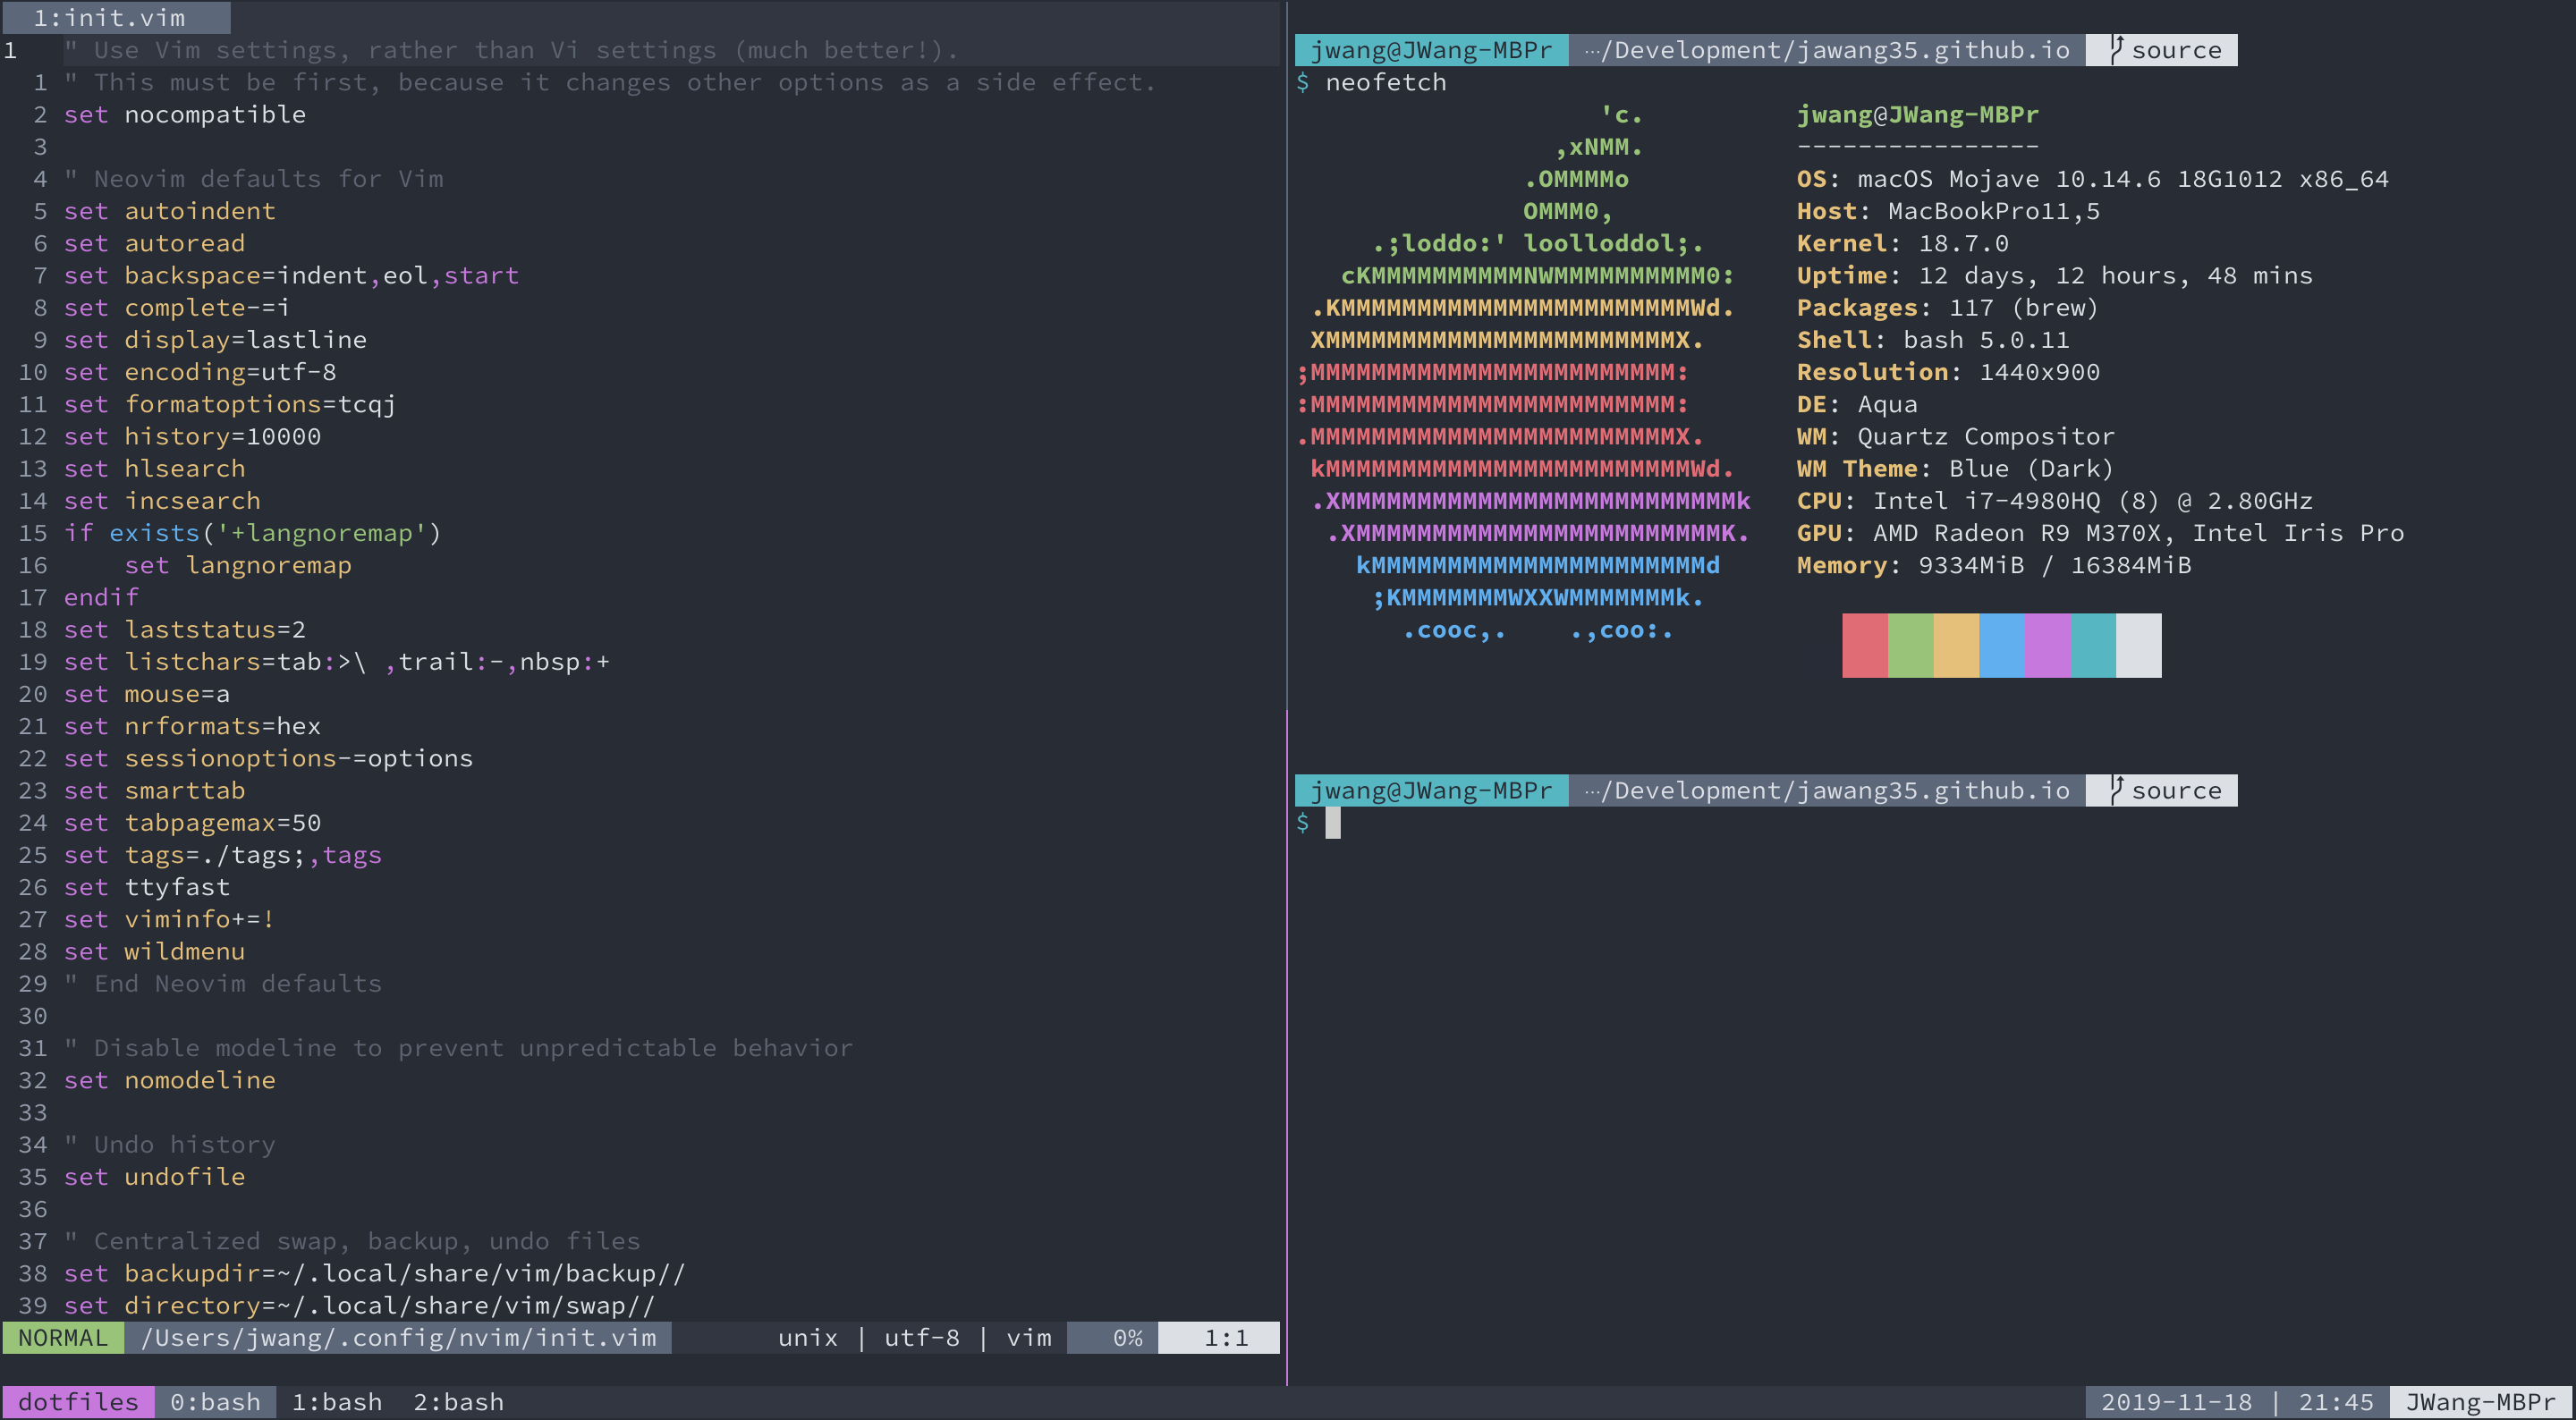 1:init.vim
1 " Use Vim settings, rather than Vi settings (much better!).
1 " This must be first, because it changes other options as a side effect.
2 set nocompatible
3
4 " Neovim defaults for Vim
5 set autoindent
6 set autoread
7 set backspace=indent,eol,start
8 set complete-=i
9 set display=lastline
10 set encoding=utf-8
11 set formatoptions=tcqj
12 set history=10000
13 set hlsearch
14 set incsearch
15 if exists('+langnoremap')
16     set langnoremap
17 endif
18 set laststatus=2
19 set listchars=tab:>\ ,trail:-,nbsp:+
20 set mouse=a
21 set nrformats=hex
22 set sessionoptions-=options
23 set smarttab
24 set tabpagemax=50
25 set tags=./tags;,tags
26 set ttyfast
27 set viminfo+=!
28 set wildmenu
29 " End Neovim defaults
30
31 " Disable modeline to prevent unpredictable behavior
32 set nomodeline
33
34 " Undo history
35 set undofile
36
37 " Centralized swap, backup, undo files
38 set backupdir=~/.local/share/vim/backup//
39 set directory=~/.local/share/vim/swap//
NORMAL /Users/jwang/.config/nvim/init.vim unix | utf-8 | vim 0% 1:1
jwang@JWang-MBPr …/Development/jawang35.github.io source
$ neofetch
                    'c.
                 ,xNMM.
               .OMMMMo
               OMMM0,
     .;loddo:' loolloddol;.
   cKMMMMMMMMMMNWMMMMMMMMMM0:
 .KMMMMMMMMMMMMMMMMMMMMMMMWd.
 XMMMMMMMMMMMMMMMMMMMMMMMX.
;MMMMMMMMMMMMMMMMMMMMMMMM:
:MMMMMMMMMMMMMMMMMMMMMMMM:
.MMMMMMMMMMMMMMMMMMMMMMMMX.
 kMMMMMMMMMMMMMMMMMMMMMMMMWd.
 .XMMMMMMMMMMMMMMMMMMMMMMMMMMk
  .XMMMMMMMMMMMMMMMMMMMMMMMMK.
    kMMMMMMMMMMMMMMMMMMMMMMd
     ;KMMMMMMMWXXWMMMMMMMk.
       .cooc,.    .,coo:.
jwang@JWang-MBPr
----------------
OS: macOS Mojave 10.14.6 18G1012 x86_64
Host: MacBookPro11,5
Kernel: 18.7.0
Uptime: 12 days, 12 hours, 48 mins
Packages: 117 (brew)
Shell: bash 5.0.11
Resolution: 1440x900
DE: Aqua
WM: Quartz Compositor
WM Theme: Blue (Dark)
CPU: Intel i7-4980HQ (8) @ 2.80GHz
GPU: AMD Radeon R9 M370X, Intel Iris Pro
Memory: 9334MiB / 16384MiB
jwang@JWang-MBPr …/Development/jawang35.github.io source
$
dotfiles 0:bash 1:bash 2:bash 2019-11-18 | 21:45 JWang-MBPr